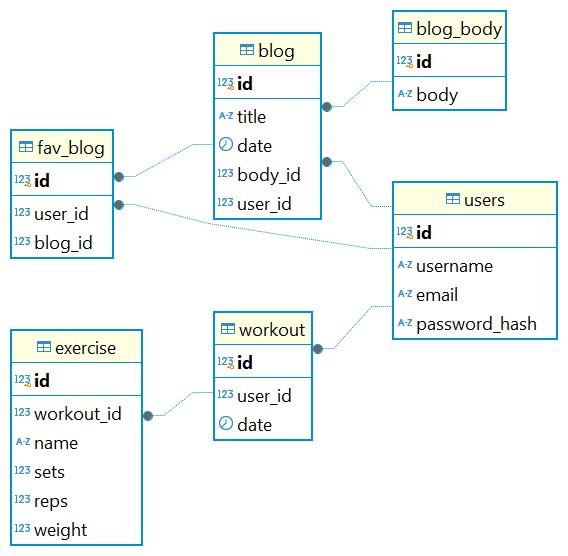 blog
123 id
A-Z title
date
123 body_id
123 user_id
blog_body
123 id
A-Z body
fav_blog
123 id
123 user_id
123 blog_id
users
123 id
A-Z username
A-Z email
A-Z password_hash
workout
123 id
123 user_id
date
exercise
123 id
123 workout_id
A-Z name
123 sets
123 reps
123 weight